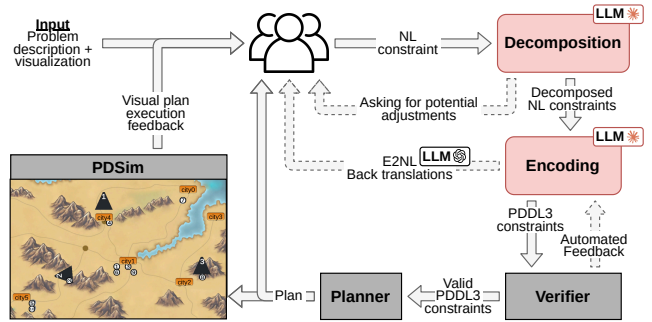 Input
Problem
description +
visualization
NL
constraint
Decomposition
LLM
Visual plan
execution
feedback
Asking for potential
adjustments
Decomposed
NL constraints
E2NL
LLM
Back translations
Encoding
LLM
PDSim
city0
city4
city3
city1
city2
city5
PDDL3
constraints
Automated
Feedback
Plan
Planner
Valid
PDDL3
constraints
Verifier